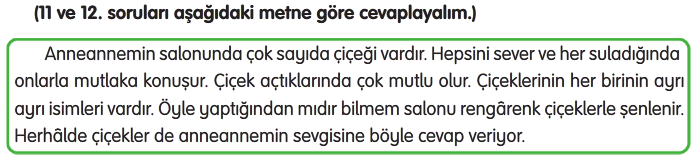 (11 ve 12. soruları aşağıdaki metne göre cevaplayalım.)
Anneannemin salonunda çok sayıda çiçeği vardır. Hepsini sever ve her suladığında
onlarla mutlaka konuşur. Çiçek açtıklarında çok mutlu olur. Çiçeklerinin her birinin ayrı
ayrı isimleri vardır. Öyle yaptığından mıdır bilmem salonu rengârenk çiçeklerle şenlenir.
Herhâlde çiçekler de anneannemin sevgisine böyle cevap veriyor.